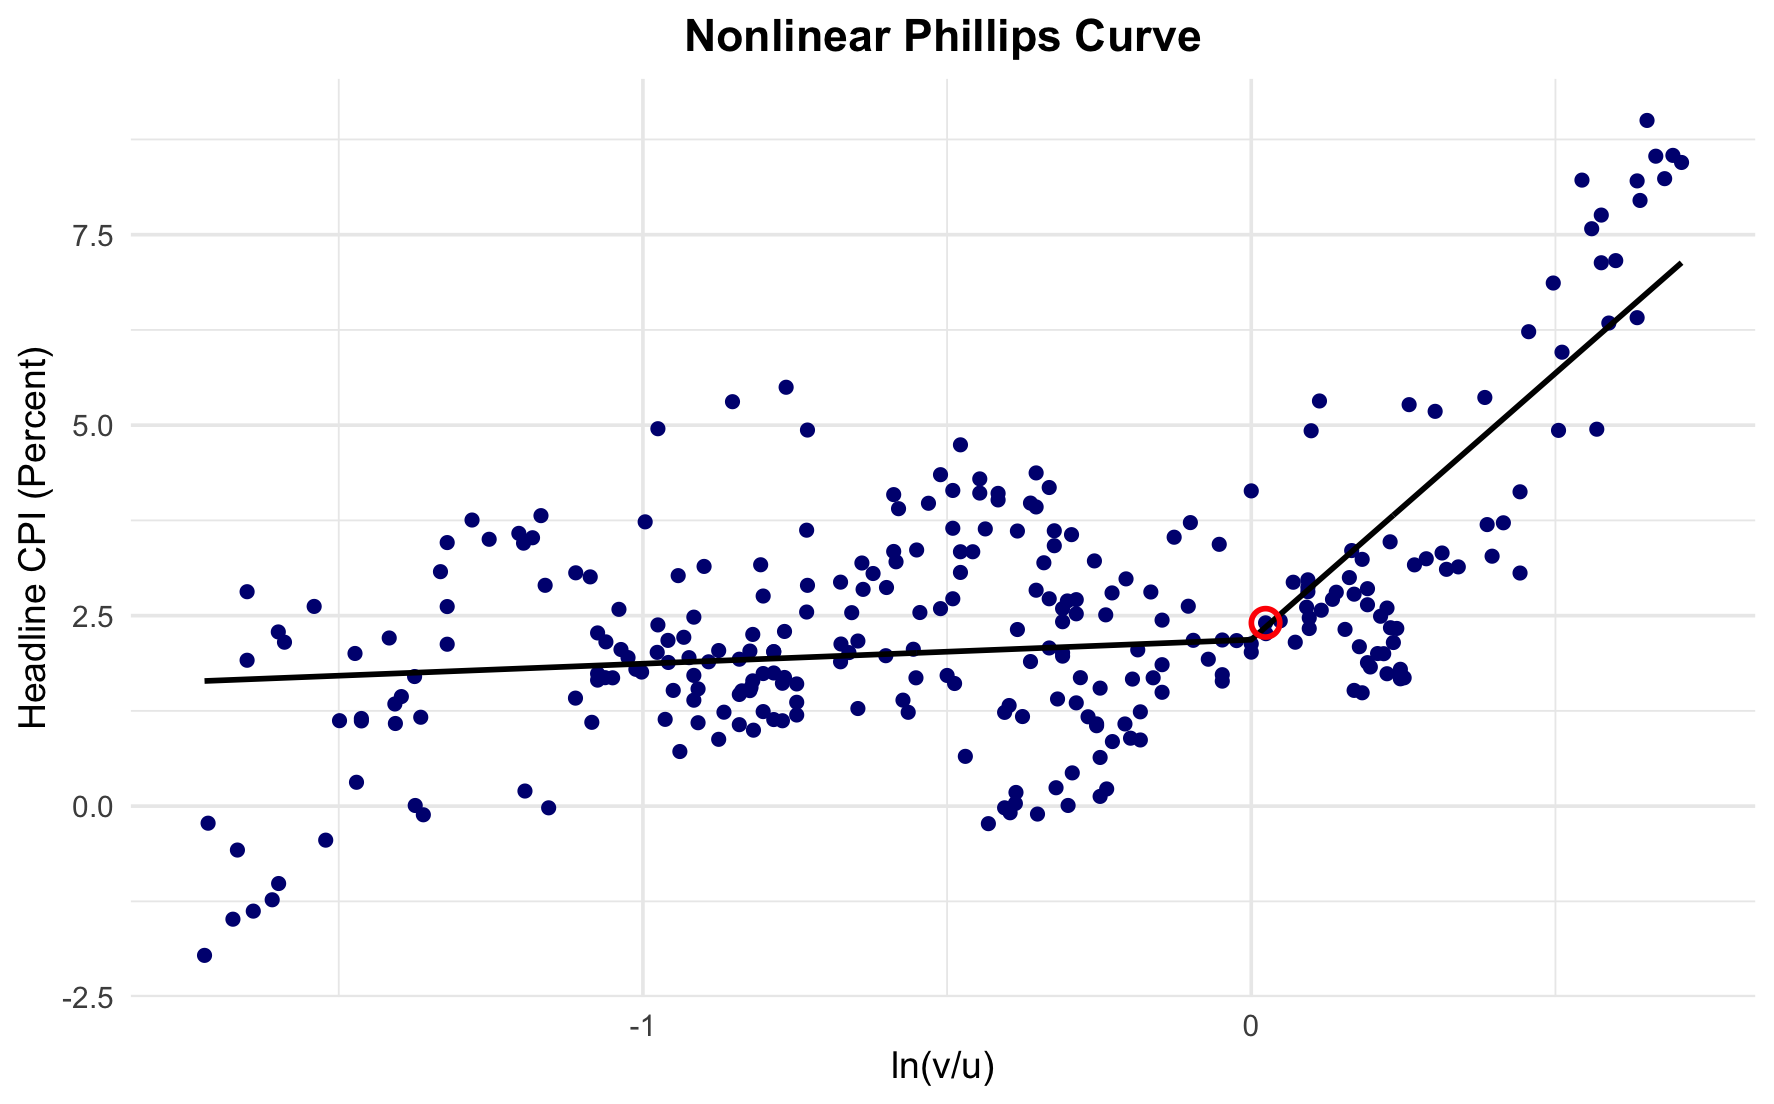 Nonlinear Phillips Curve
Headline CPI (Percent)
7.5
5.0
2.5
0.0
-2.5
-1
0
ln(v/u)